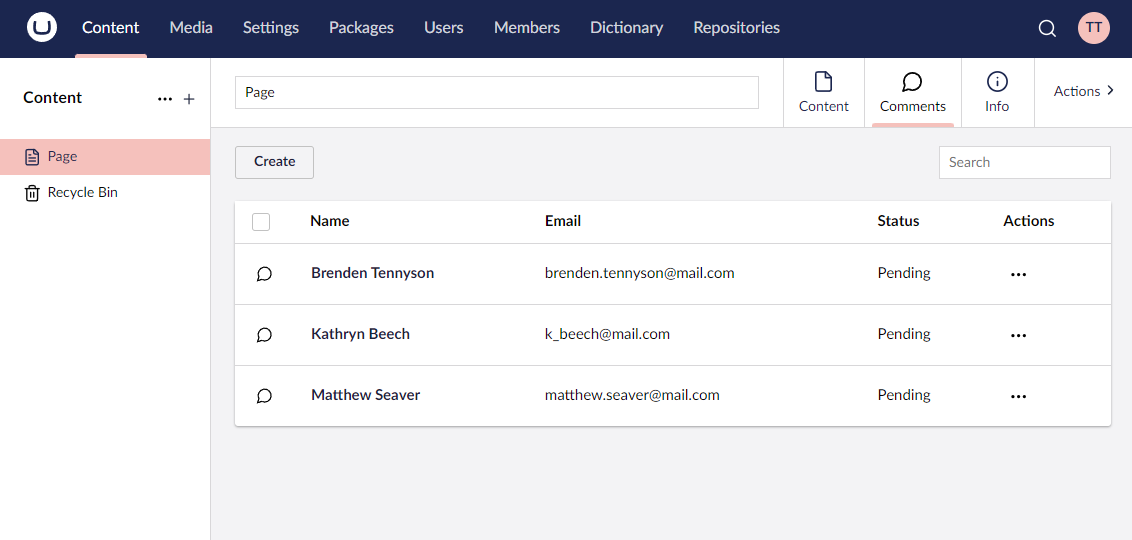 Content Media Settings Packages Users Members Dictionary Repositories TT
Content
Page
Recycle Bin
Page
Content
Comments
Info
Actions
Create
Search
Name Email Status Actions
Brenden Tennyson brenden.tennyson@mail.com Pending
Kathryn Beech k_beech@mail.com Pending
Matthew Seaver matthew.seaver@mail.com Pending